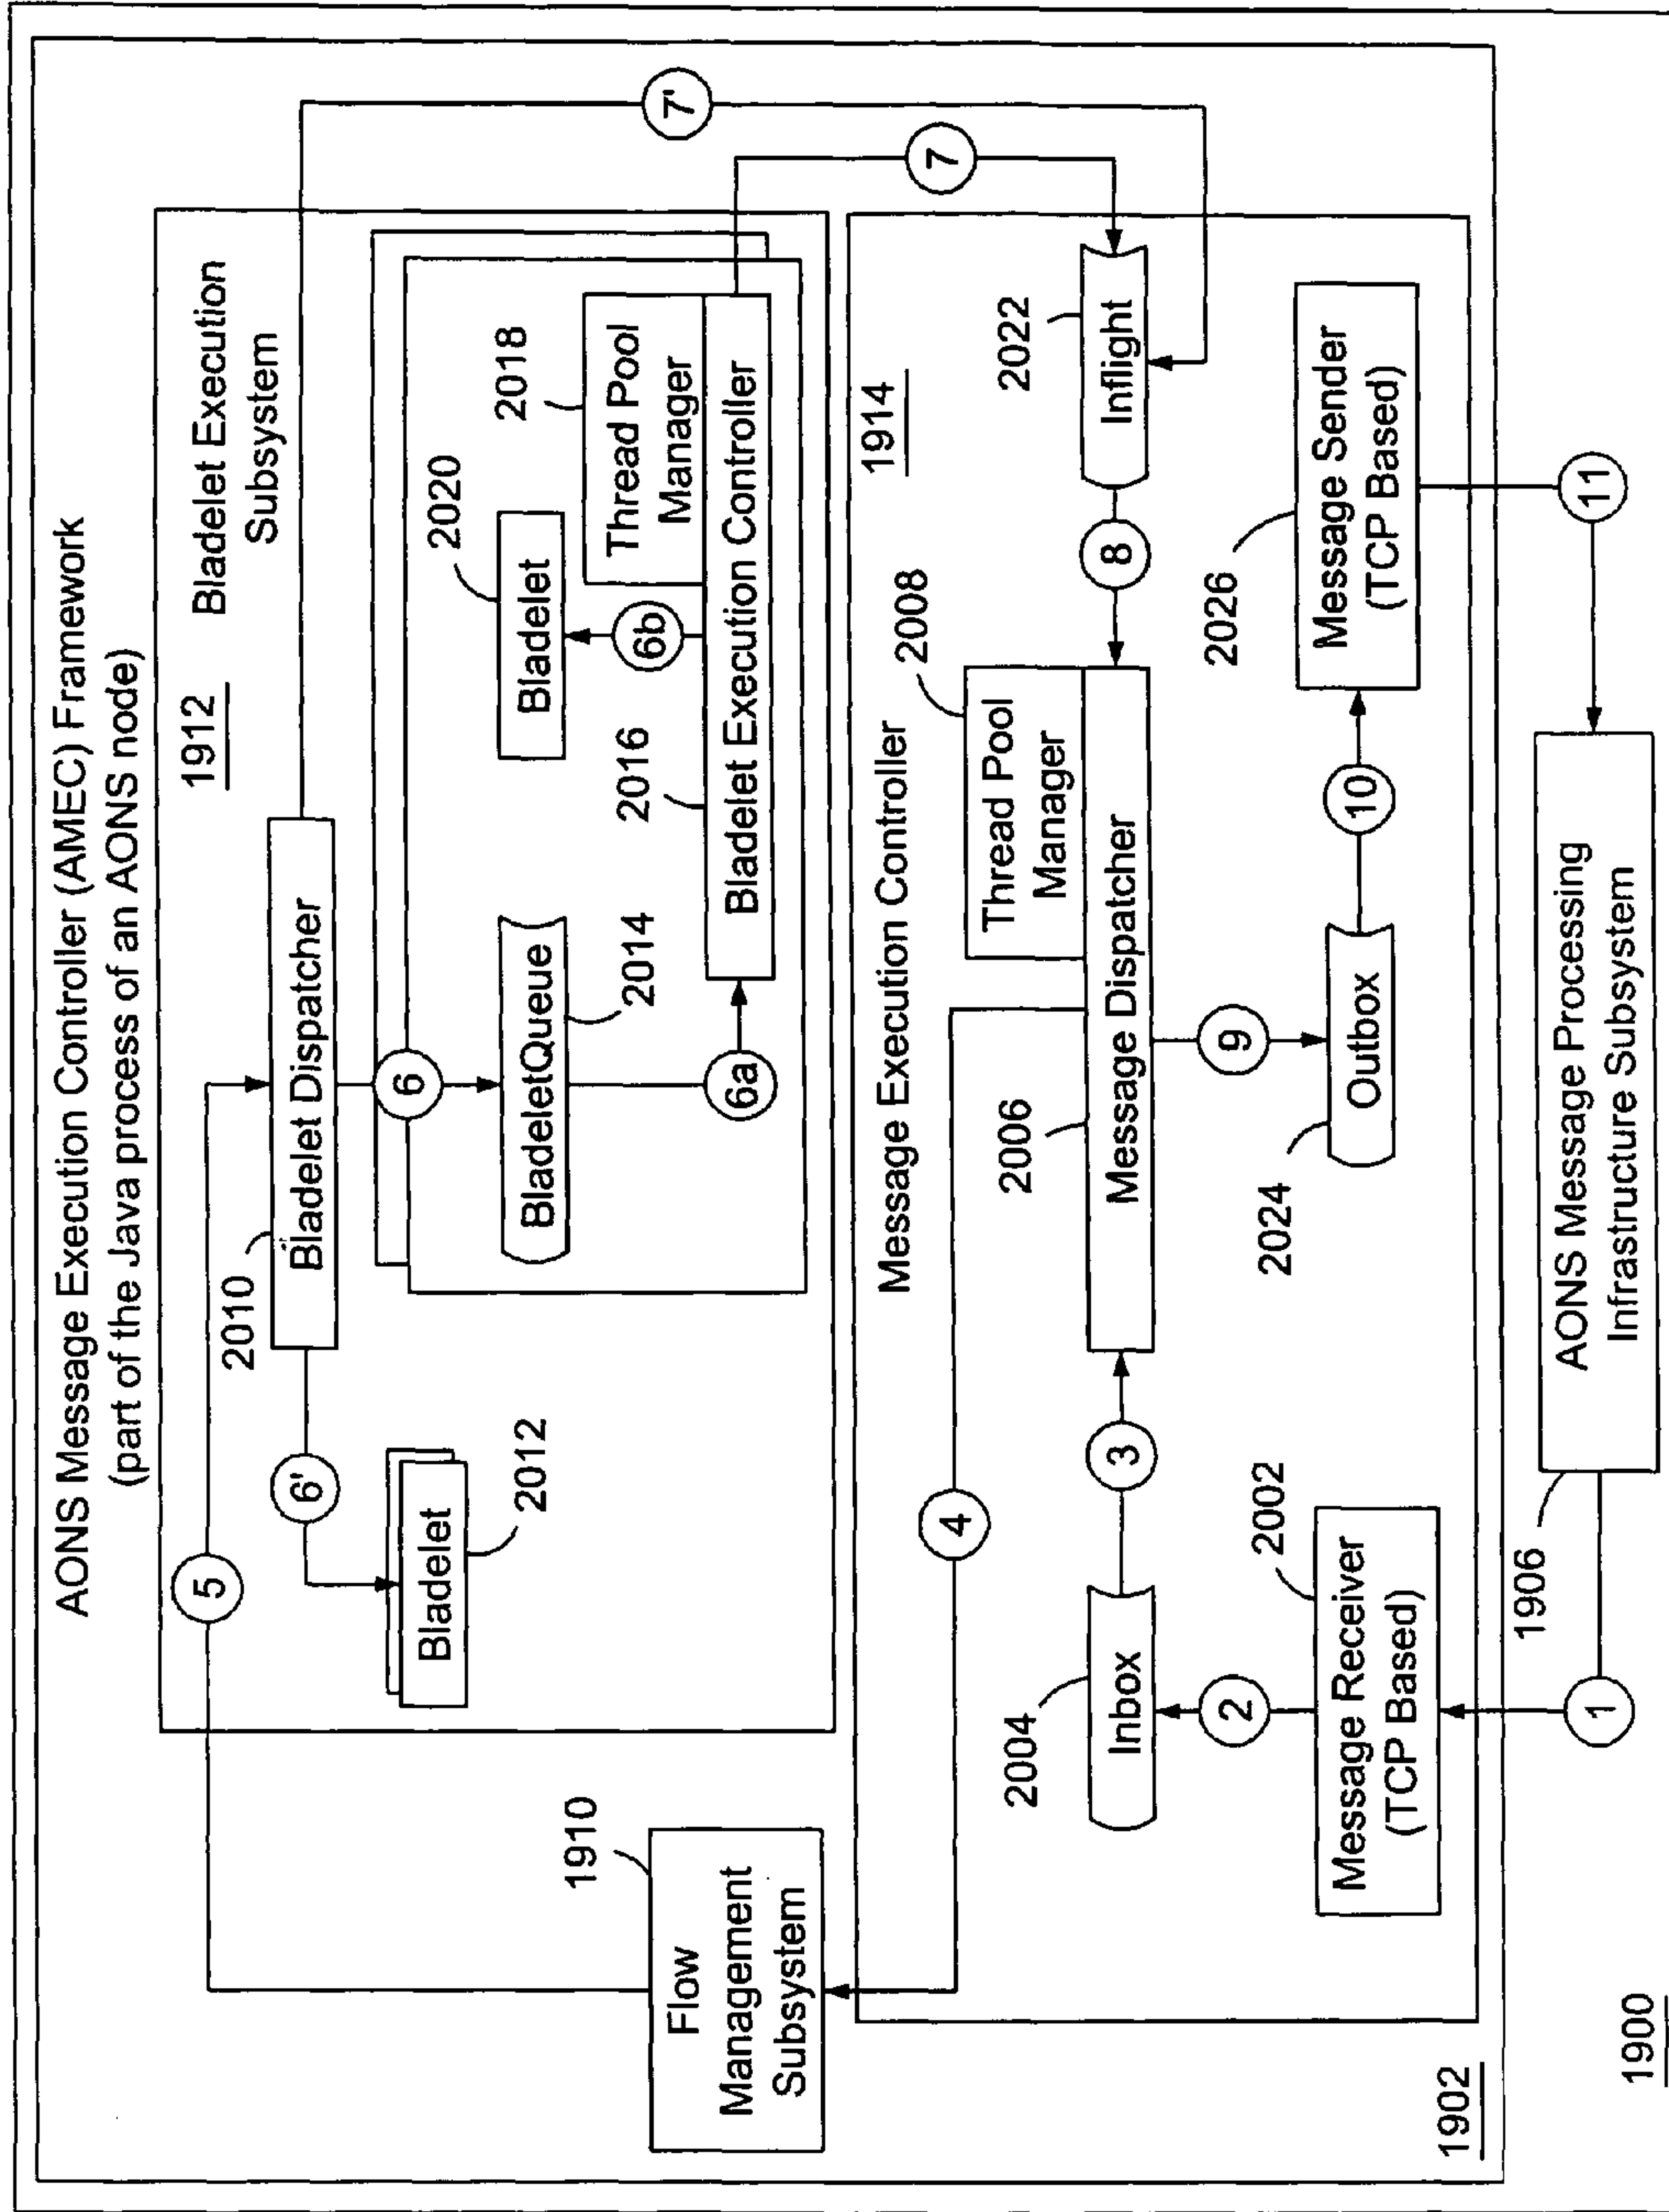 AONS Message Execution Controller (AMEC) Framework
(part of the Java process of an AONS node)
5
1912
Bladelet Execution
Subsystem
2010
Bladelet Dispatcher
6'
7'
Bladelet
2012
6
BladeletQueue
2014
6a
2016
Bladelet Execution Controller
6b
Bladelet
2020
Thread Pool
Manager
2018
7
1910
Flow
Management
Subsystem
4
Message Execution Controller
1914
2004
Inbox
3
2006
Message Dispatcher
Thread Pool
Manager
2008
8
Inflight
2022
2
9
Message Receiver
(TCP Based)
2002
2024
Outbox
10
2026
Message Sender
(TCP Based)
1902
1
1906
AONS Message Processing
Infrastructure Subsystem
11
1900